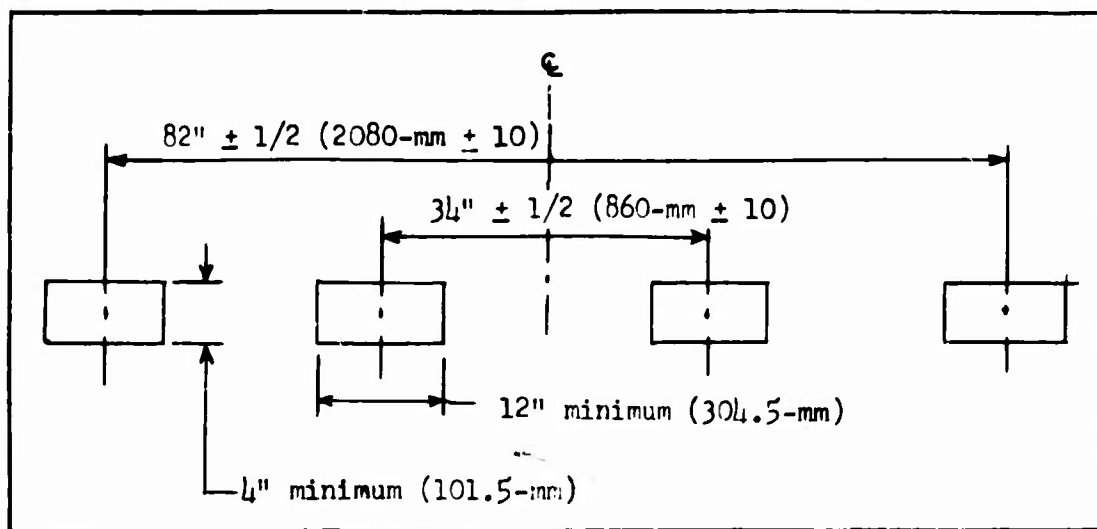 ℄
82" ± 1/2 (2080-mm ± 10)
34" ± 1/2 (860-mm ± 10)
12" minimum (304.5-mm)
4" minimum (101.5-mm)